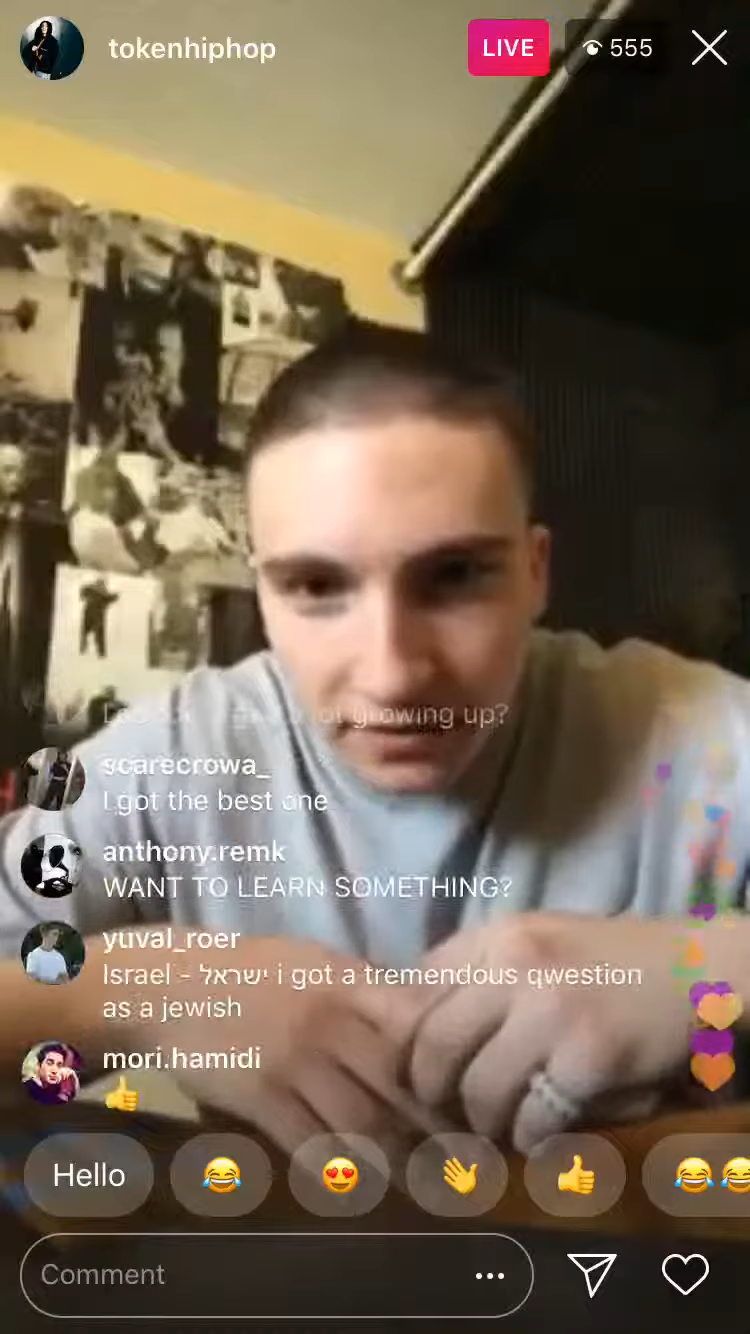 tokenhiphop
LIVE
555
growing up?
scarecrowa_
I got the best one
anthony.remk
WANT TO LEARN SOMETHING?
yuval_roer
Israel - ישראל i got a tremendous qwestion
as a jewish
mori.hamidi
👍
Hello 😂 😍 👋 👍 😂😂
Comment